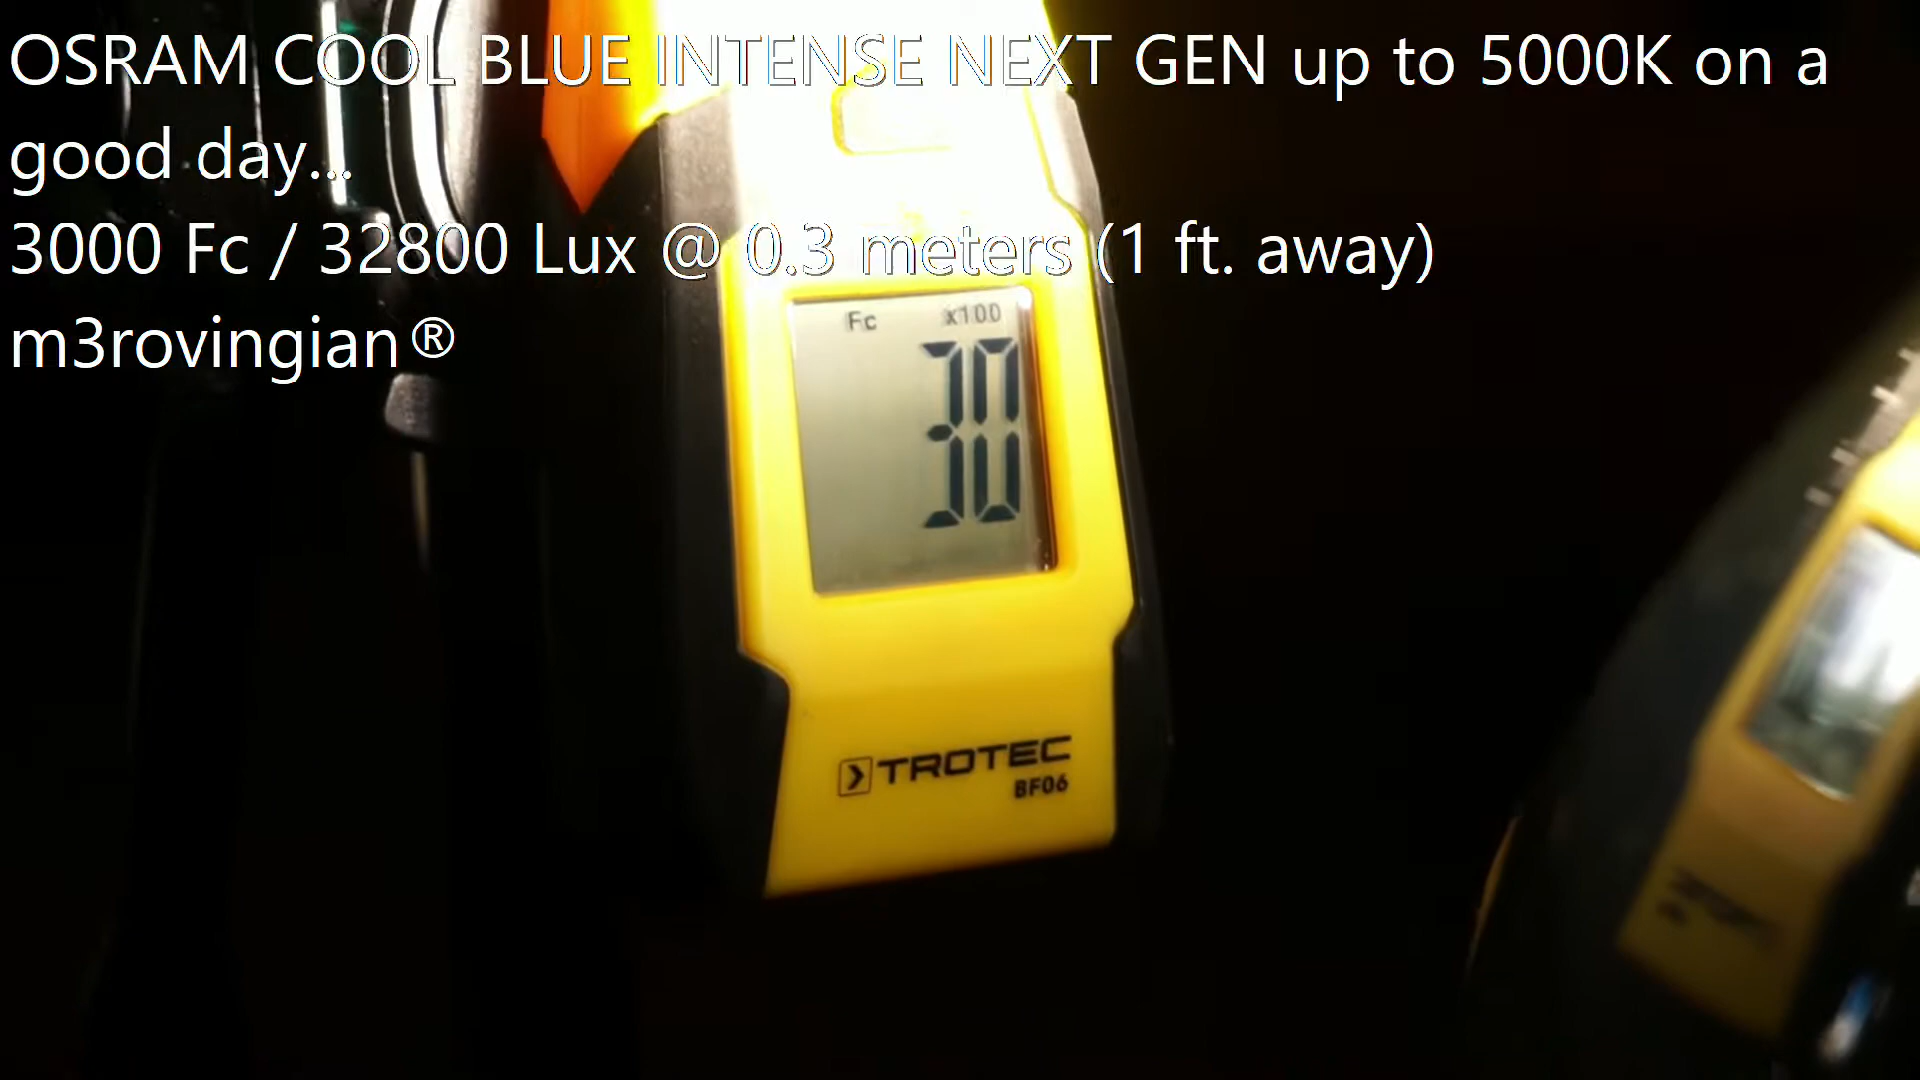 OSRAM COOL BLUE INTENSE NEXT GEN up to 5000K on a
good day...
3000 Fc / 32800 Lux @ 0.3 meters (1 ft. away)
m3rovingian®
Fc x100
30
TROTEC
BF06